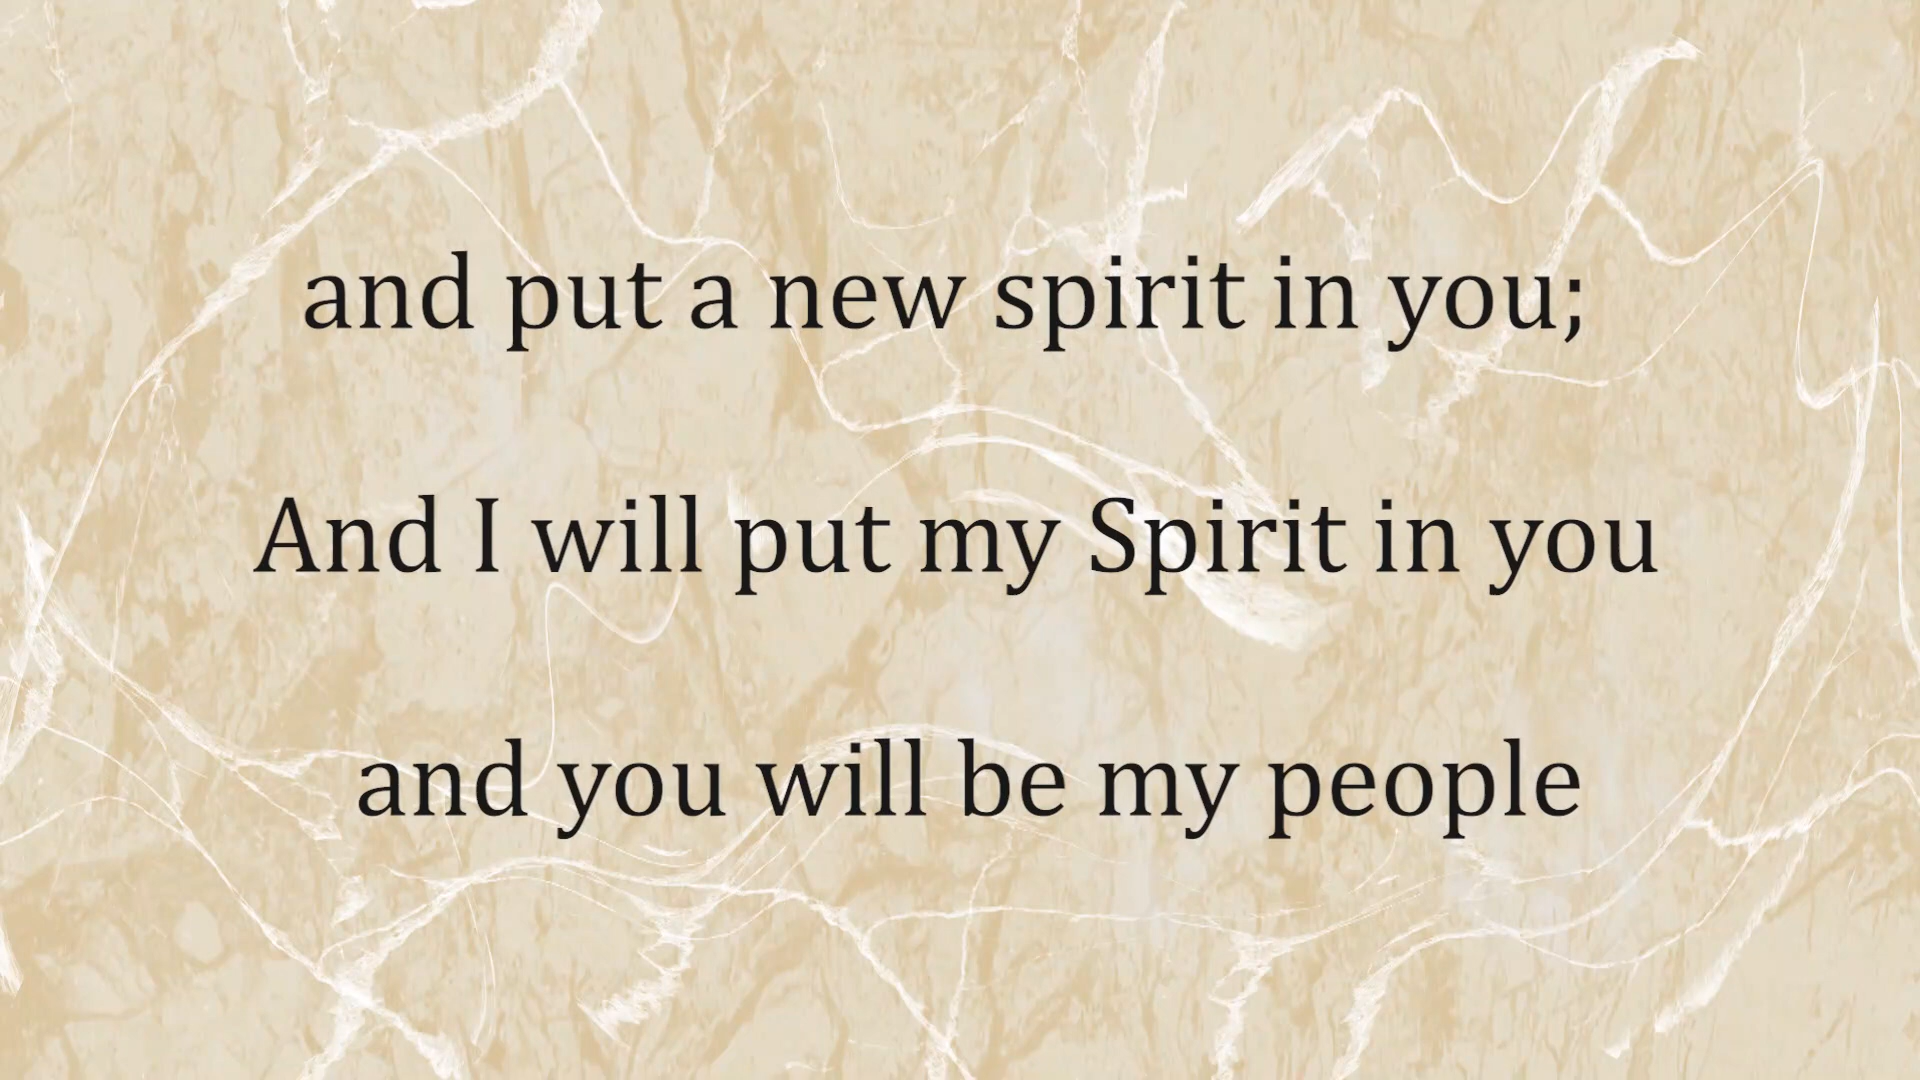 and put a new spirit in you;
And I will put my Spirit in you
and you will be my people